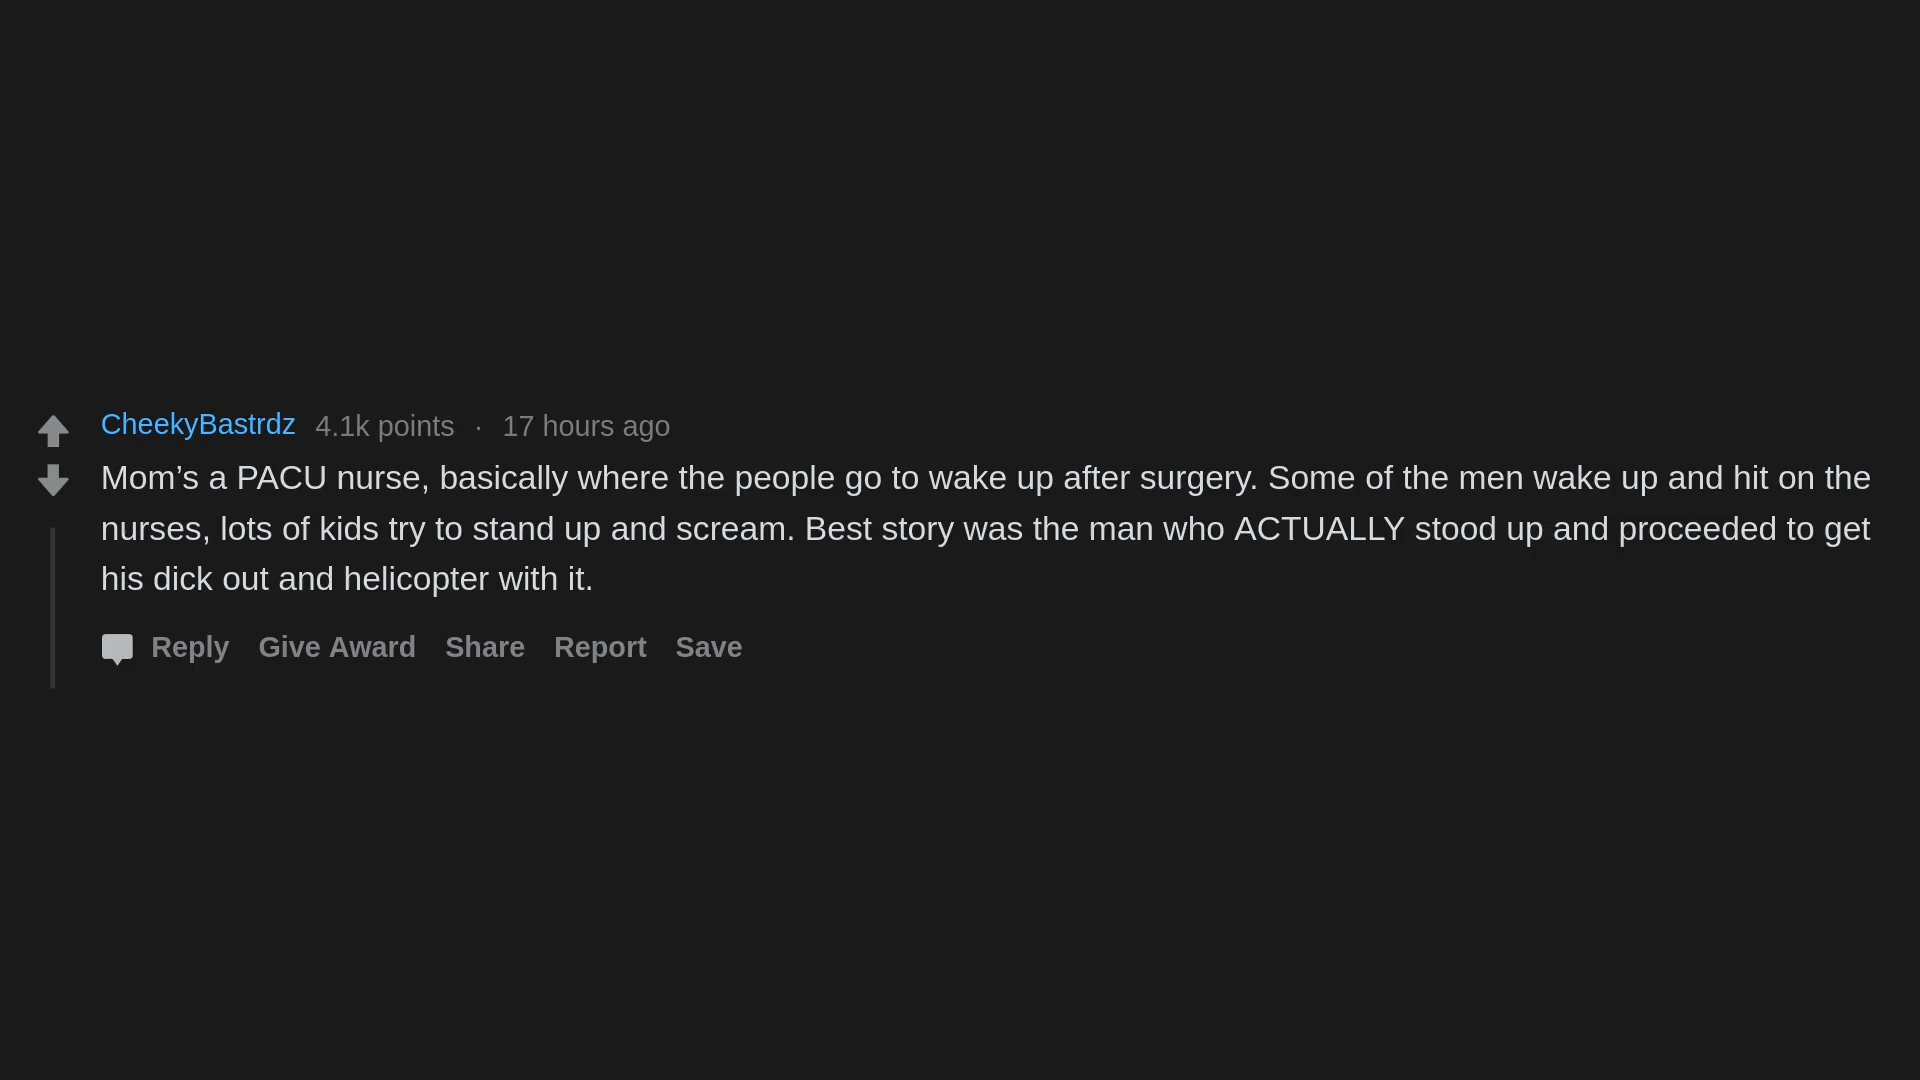 CheekyBastrdz 4.1k points · 17 hours ago
Mom’s a PACU nurse, basically where the people go to wake up after surgery. Some of the men wake up and hit on the
nurses, lots of kids try to stand up and scream. Best story was the man who ACTUALLY stood up and proceeded to get
his dick out and helicopter with it.
Reply Give Award Share Report Save